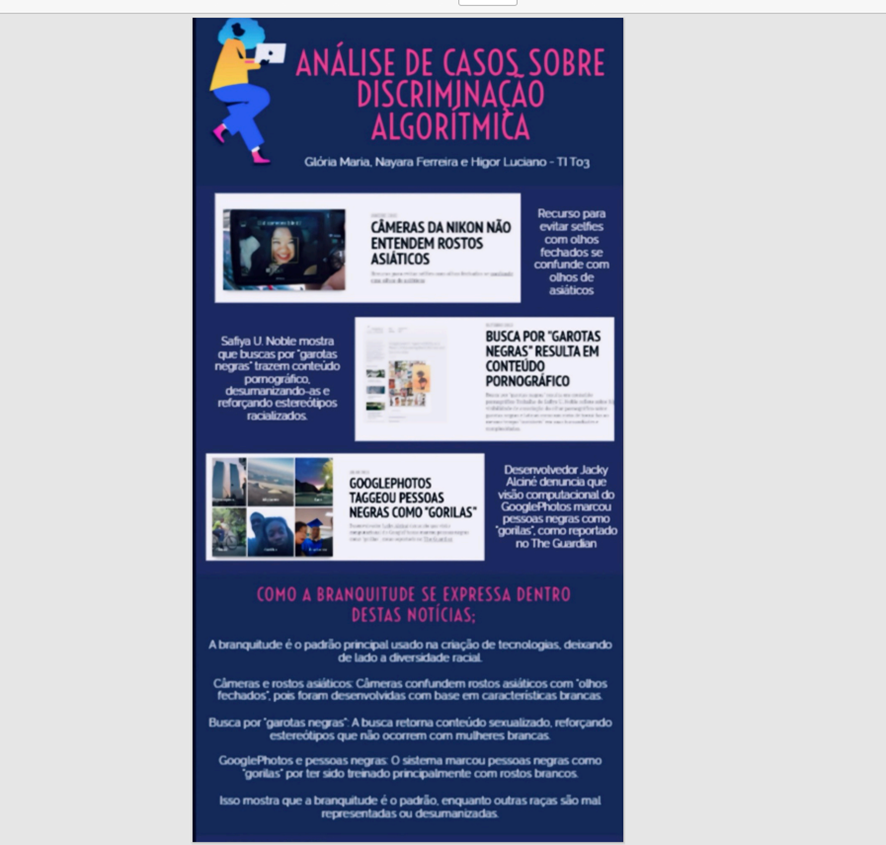 ANÁLISE DE CASOS SOBRE
DISCRIMINAÇÃO
ALGORÍTMICA
Glória Maria, Nayara Ferreira e Higor Luciano - TI T03
CÂMERAS DA NIKON NÃO
ENTENDEM ROSTOS
ASIÁTICOS
Recurso para
evitar selfies
com olhos
fechados se
confunde com
olhos de
asiáticos
Safiya U. Noble mostra
que buscas por "garotas
negras" trazem conteúdo
pornográfico,
desumanizando-as e
reforçando estereótipos
racializados.
BUSCA POR "GAROTAS
NEGRAS" RESULTA EM
CONTEÚDO
PORNOGRÁFICO
GOOGLEPHOTOS
TAGGEOU PESSOAS
NEGRAS COMO "GORILAS"
Desenvolvedor Jacky
Alciné denuncia que
visão computacional do
GooglePhotos marcou
pessoas negras como
"gorilas", como reportado
no The Guardian
COMO A BRANQUITUDE SE EXPRESSA DENTRO
DESTAS NOTÍCIAS;
A branquitude é o padrão principal usado na criação de tecnologias, deixando
de lado a diversidade racial.
Câmeras e rostos asiáticos: Câmeras confundem rostos asiáticos com "olhos
fechados", pois foram desenvolvidas com base em características brancas.
Busca por "garotas negras": A busca retorna conteúdo sexualizado, reforçando
estereótipos que não ocorrem com mulheres brancas.
GooglePhotos e pessoas negras: O sistema marcou pessoas negras como
"gorilas" por ter sido treinado principalmente com rostos brancos.
Isso mostra que a branquitude é o padrão, enquanto outras raças são mal
representadas ou desumanizadas.